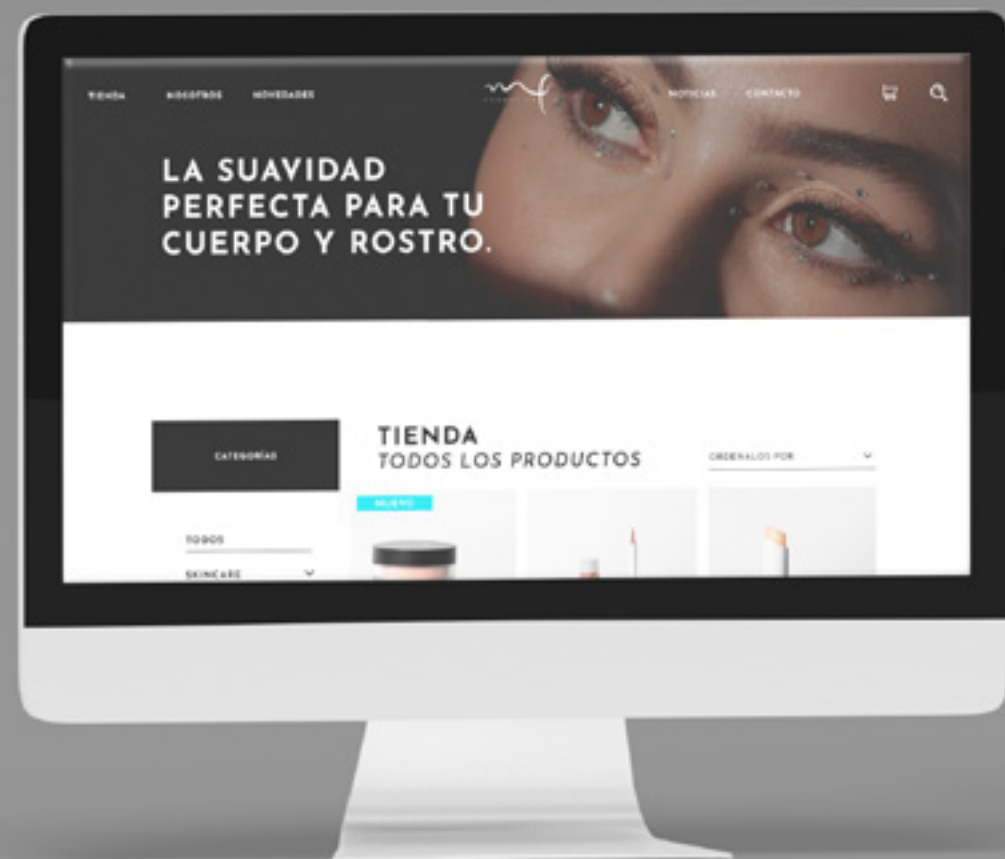 TIENDA
NOSOTROS
NOVEDADES
mf
NOTICIAS
CONTACTO
LA SUAVIDAD
PERFECTA PARA TU
CUERPO Y ROSTRO.
CATEGORÍAS
TIENDA
TODOS LOS PRODUCTOS
ORDENALOS POR
NUEVO
TODOS
SKINCARE